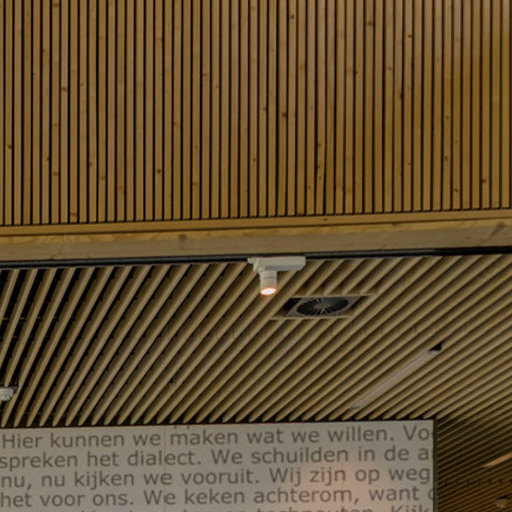 Hier kunnen we maken wat we willen. Vo
spreken het dialect. We schuilden in de a
nu, nu kijken we vooruit. Wij zijn op weg
het voor ons. We keken achterom, want